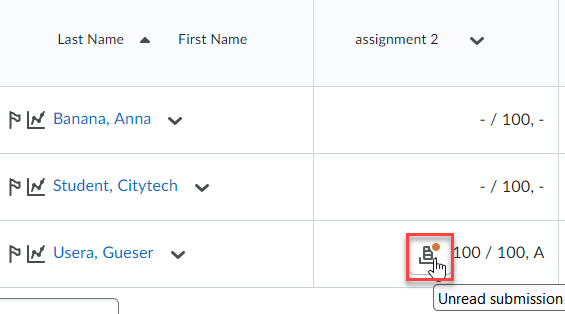 Last Name First Name assignment 2
Banana, Anna - / 100, -
Student, Citytech - / 100, -
Usera, Gueser 100 / 100, A
Unread submission